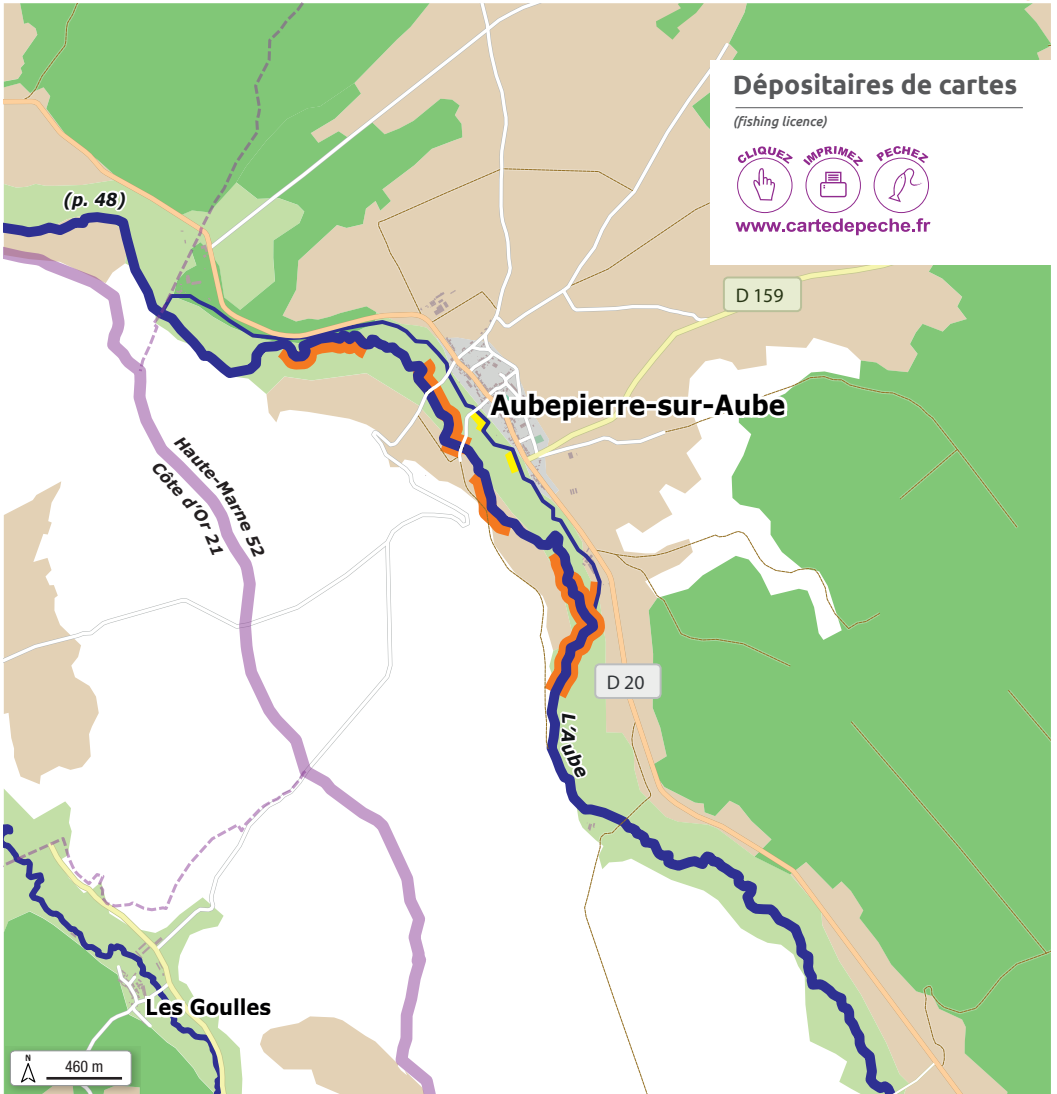 Dépositaires de cartes
(fishing licence)
CLIQUEZ IMPRIMEZ PECHEZ
www.cartedepeche.fr
(p. 48)
D 159
Aubepierre-sur-Aube
Haute-Marne 52
Côte d'Or 21
D 20
L'Aube
Les Goulles
N
460 m